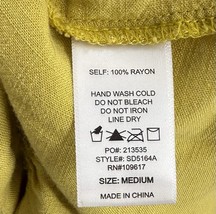 SELF: 100% RAYON
HAND WASH COLD
DO NOT BLEACH
DO NOT IRON
LINE DRY
PO#: 213535
STYLE#: SD5164A
RN#109617
SIZE: MEDIUM
MADE IN CHINA